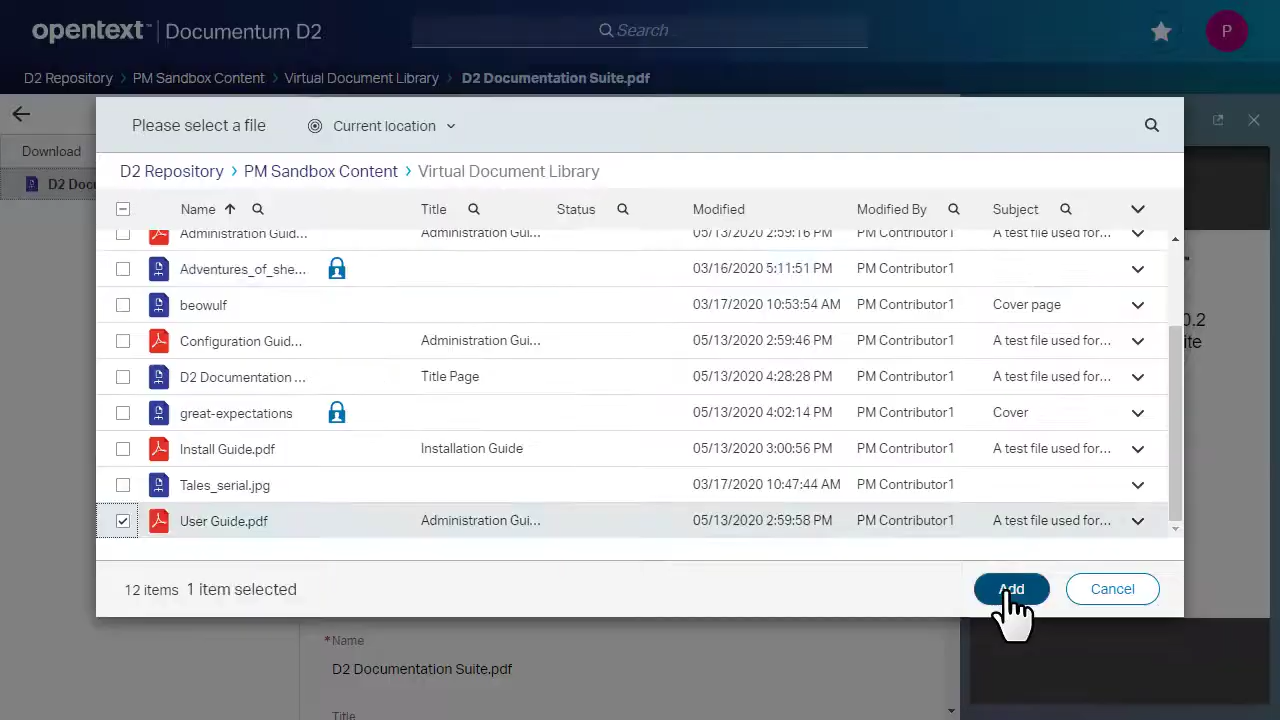 opentext™ | Documentum D2
Search
P
D2 Repository > PM Sandbox Content > Virtual Document Library > D2 Documentation Suite.pdf
Please select a file Current location
Download
D2 Docu
D2 Repository > PM Sandbox Content > Virtual Document Library
Name Title Status Modified Modified By Subject
Administration Guid... Administration Gui... 05/13/2020 2:59:16 PM PM Contributor1 A test file used for...
Adventures_of_she... 03/16/2020 5:11:51 PM PM Contributor1
beowulf 03/17/2020 10:53:54 AM PM Contributor1 Cover page
0.2
Configuration Guid... Administration Gui... 05/13/2020 2:59:46 PM PM Contributor1 A test file used for...
ite
D2 Documentation ... Title Page 05/13/2020 4:28:28 PM PM Contributor1 A test file used for...
great-expectations 05/13/2020 4:02:14 PM PM Contributor1 Cover
Install Guide.pdf Installation Guide 05/13/2020 3:00:56 PM PM Contributor1 A test file used for...
Tales_serial.jpg 03/17/2020 10:47:44 AM PM Contributor1
User Guide.pdf Administration Gui... 05/13/2020 2:59:58 PM PM Contributor1 A test file used for...
12 items 1 item selected Add Cancel
*Name
D2 Documentation Suite.pdf
Title